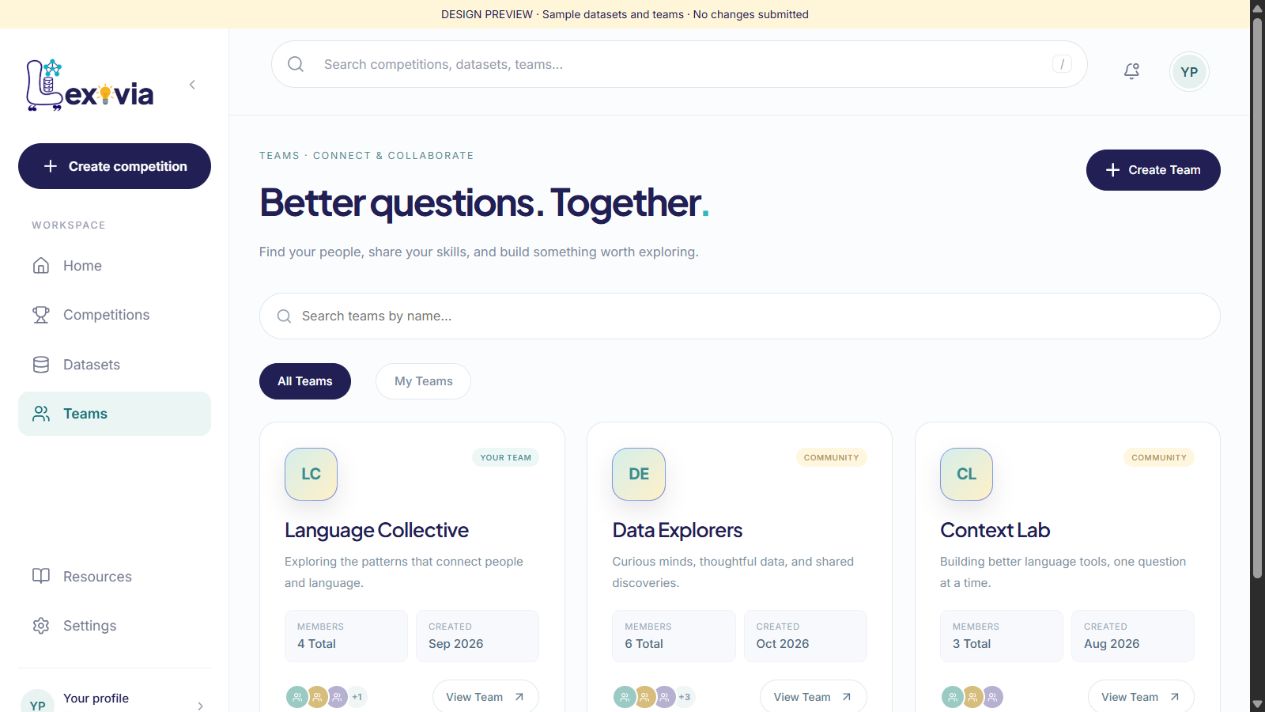 DESIGN PREVIEW · Sample datasets and teams · No changes submitted
Lexovia
Search competitions, datasets, teams...
/
YP
Create competition
WORKSPACE
Home
Competitions
Datasets
Teams
Resources
Settings
YP
Your profile
TEAMS · CONNECT & COLLABORATE
Create Team
Better questions. Together.
Find your people, share your skills, and build something worth exploring.
Search teams by name...
All Teams
My Teams
LC
YOUR TEAM
Language Collective
Exploring the patterns that connect people
and language.
MEMBERS
4 Total
CREATED
Sep 2026
+1
View Team
DE
COMMUNITY
Data Explorers
Curious minds, thoughtful data, and shared
discoveries.
MEMBERS
6 Total
CREATED
Oct 2026
+3
View Team
CL
COMMUNITY
Context Lab
Building better language tools, one question
at a time.
MEMBERS
3 Total
CREATED
Aug 2026
View Team